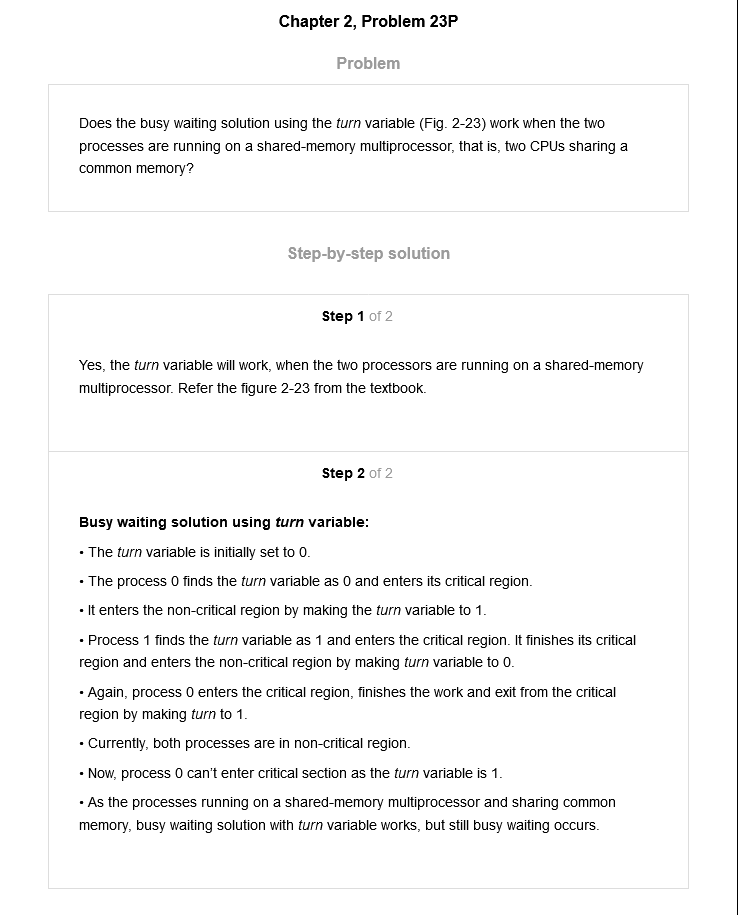 Chapter 2, Problem 23P
Problem
Does the busy waiting solution using the turn variable (Fig. 2-23) work when the two
processes are running on a shared-memory multiprocessor, that is, two CPUs sharing a
common memory?
Step-by-step solution
Step 1 of 2
Yes, the turn variable will work, when the two processors are running on a shared-memory
multiprocessor. Refer the figure 2-23 from the textbook.
Step 2 of 2
Busy waiting solution using turn variable:
• The turn variable is initially set to 0.
• The process 0 finds the turn variable as 0 and enters its critical region.
• It enters the non-critical region by making the turn variable to 1.
• Process 1 finds the turn variable as 1 and enters the critical region. It finishes its critical
region and enters the non-critical region by making turn variable to 0.
• Again, process 0 enters the critical region, finishes the work and exit from the critical
region by making turn to 1.
• Currently, both processes are in non-critical region.
• Now, process 0 can't enter critical section as the turn variable is 1.
• As the processes running on a shared-memory multiprocessor and sharing common
memory, busy waiting solution with turn variable works, but still busy waiting occurs.